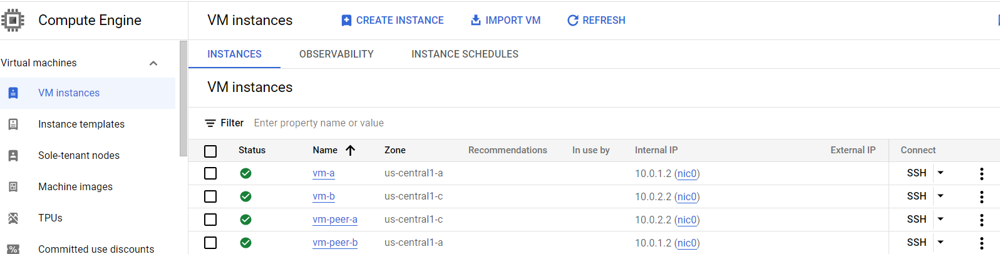 Compute Engine
VM instances CREATE INSTANCE IMPORT VM REFRESH
Virtual machines
VM instances
Instance templates
Sole-tenant nodes
Machine images
TPUs
Committed use discounts
INSTANCES OBSERVABILITY INSTANCE SCHEDULES
VM instances
Filter Enter property name or value
Status Name Zone Recommendations In use by Internal IP External IP Connect
vm-a us-central1-a 10.0.1.2 (nic0) SSH
vm-b us-central1-c 10.0.2.2 (nic0) SSH
vm-peer-a us-central1-c 10.0.2.2 (nic0) SSH
vm-peer-b us-central1-a 10.0.1.2 (nic0) SSH